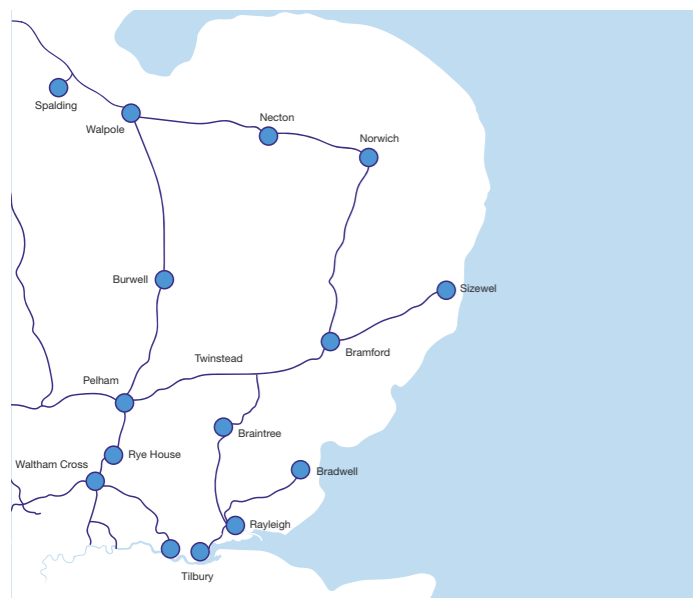 Spalding
Walpole
Necton
Norwich
Burwell
Sizewel
Bramford
Twinstead
Pelham
Braintree
Rye House
Waltham Cross
Bradwell
Rayleigh
Tilbury